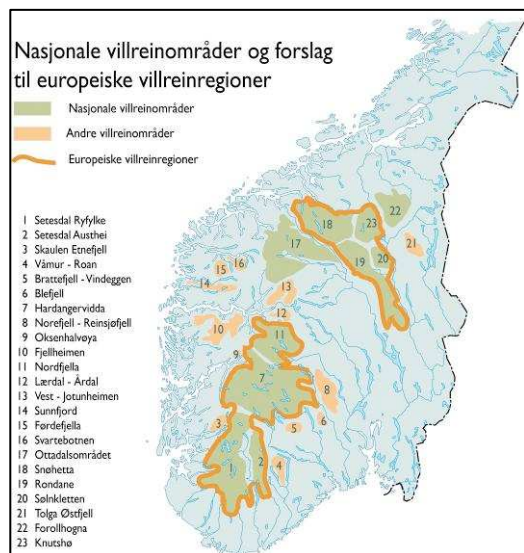 Nasjonale villreinområder og forslag
til europeiske villreinregioner
Nasjonale villreinområder
Andre villreinområder
Europeiske villreinregioner
1 Setesdal Ryfylke
2 Setesdal Austhei
3 Skaulen Etnefjell
4 Våmur - Roan
5 Brattefjell - Vindeggen
6 Blefjell
7 Hardangervidda
8 Norefjell - Reinsjøfjell
9 Oksenhalvøya
10 Fjellheimen
11 Nordfjella
12 Lærdal - Årdal
13 Vest - Jotunheimen
14 Sunnfjord
15 Førdefjella
16 Svartebotnen
17 Ottadalsområdet
18 Snøhetta
19 Rondane
20 Sølnkletten
21 Tolga Østfjell
22 Forollhogna
23 Knutshø
22
18
23
17
21
20
19
16
15
14
13
12
10
11
9
7
8
6
3
5
1
2
4